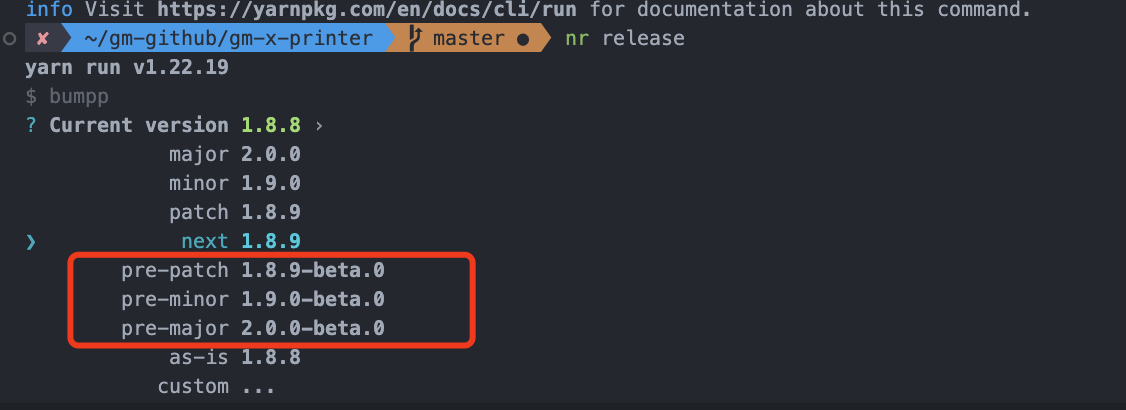 info Visit https://yarnpkg.com/en/docs/cli/run for documentation about this command.
✘ ~/gm-github/gm-x-printer master ● nr release
yarn run v1.22.19
$ bumpp
? Current version 1.8.8 ›
major 2.0.0
minor 1.9.0
patch 1.8.9
❯ next 1.8.9
pre-patch 1.8.9-beta.0
pre-minor 1.9.0-beta.0
pre-major 2.0.0-beta.0
as-is 1.8.8
custom ...